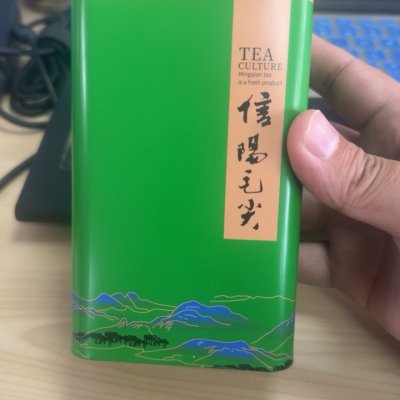 TEA
CULTURE
Mingqian tea
is a fresh product
信陽毛尖